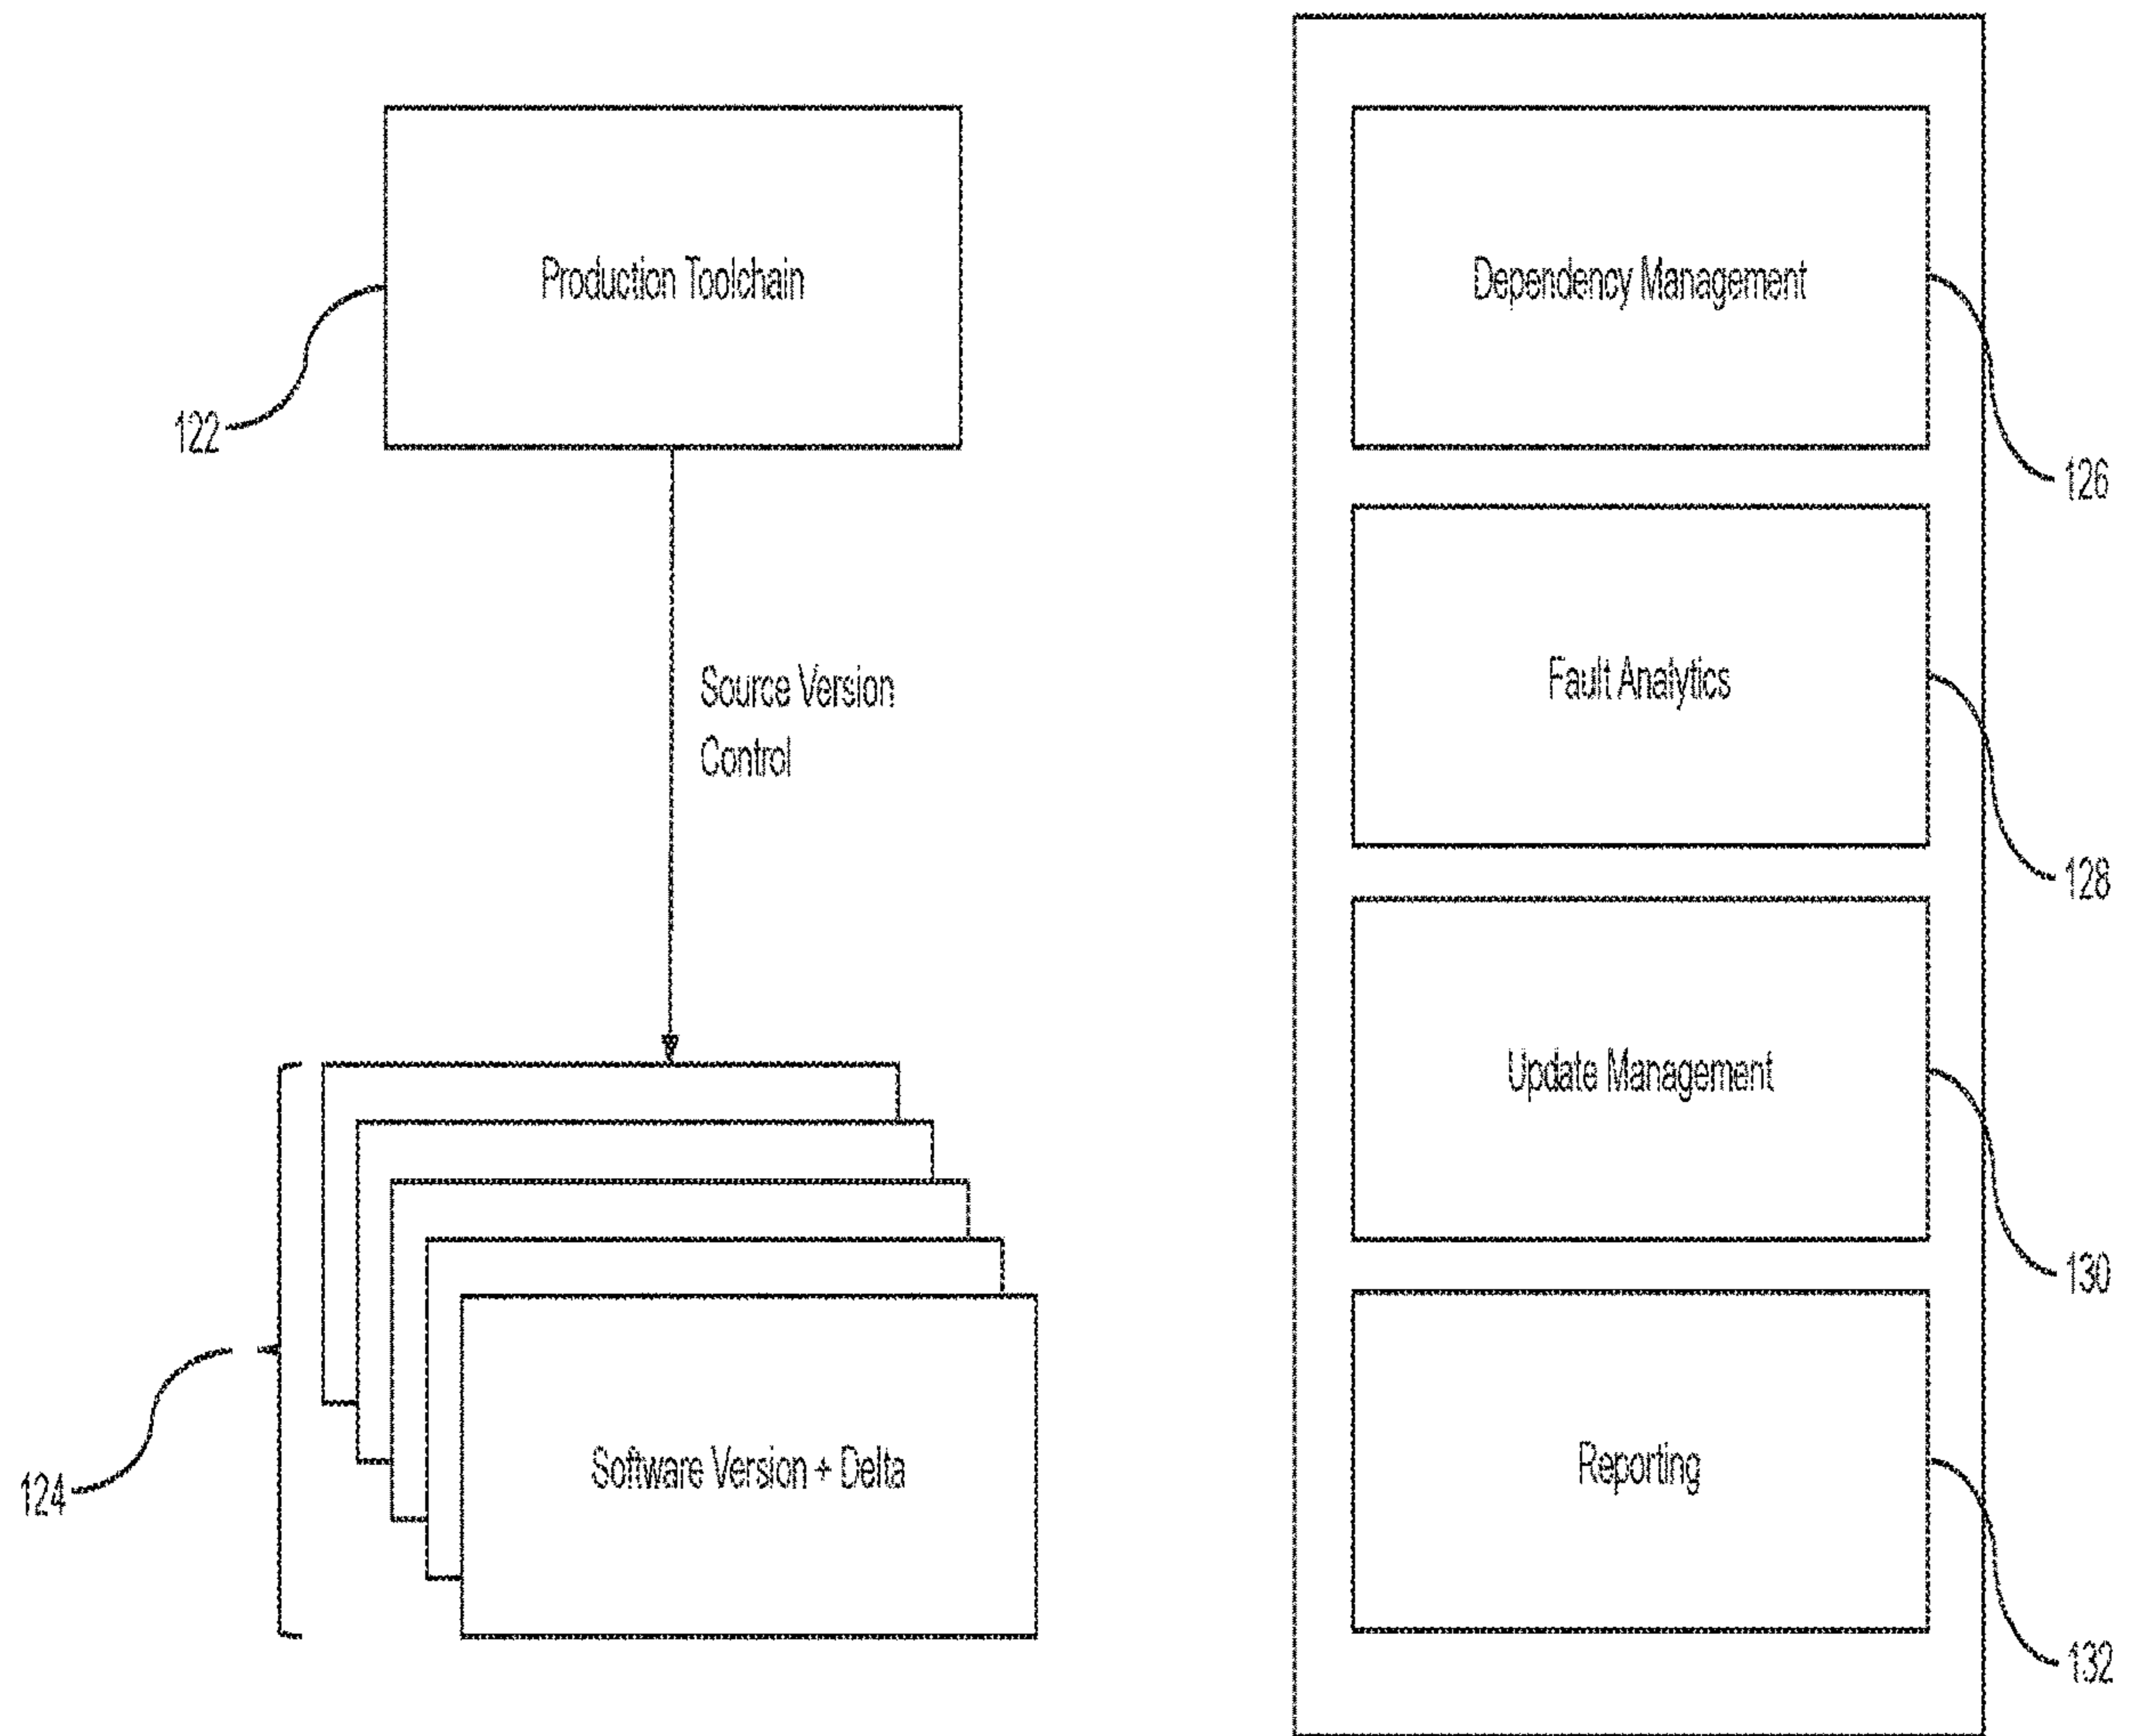 Production Toolchain
122
Source Version
Control
124
Software Version + Delta
Dependency Management
126
Fault Analytics
128
Update Management
130
Reporting
132